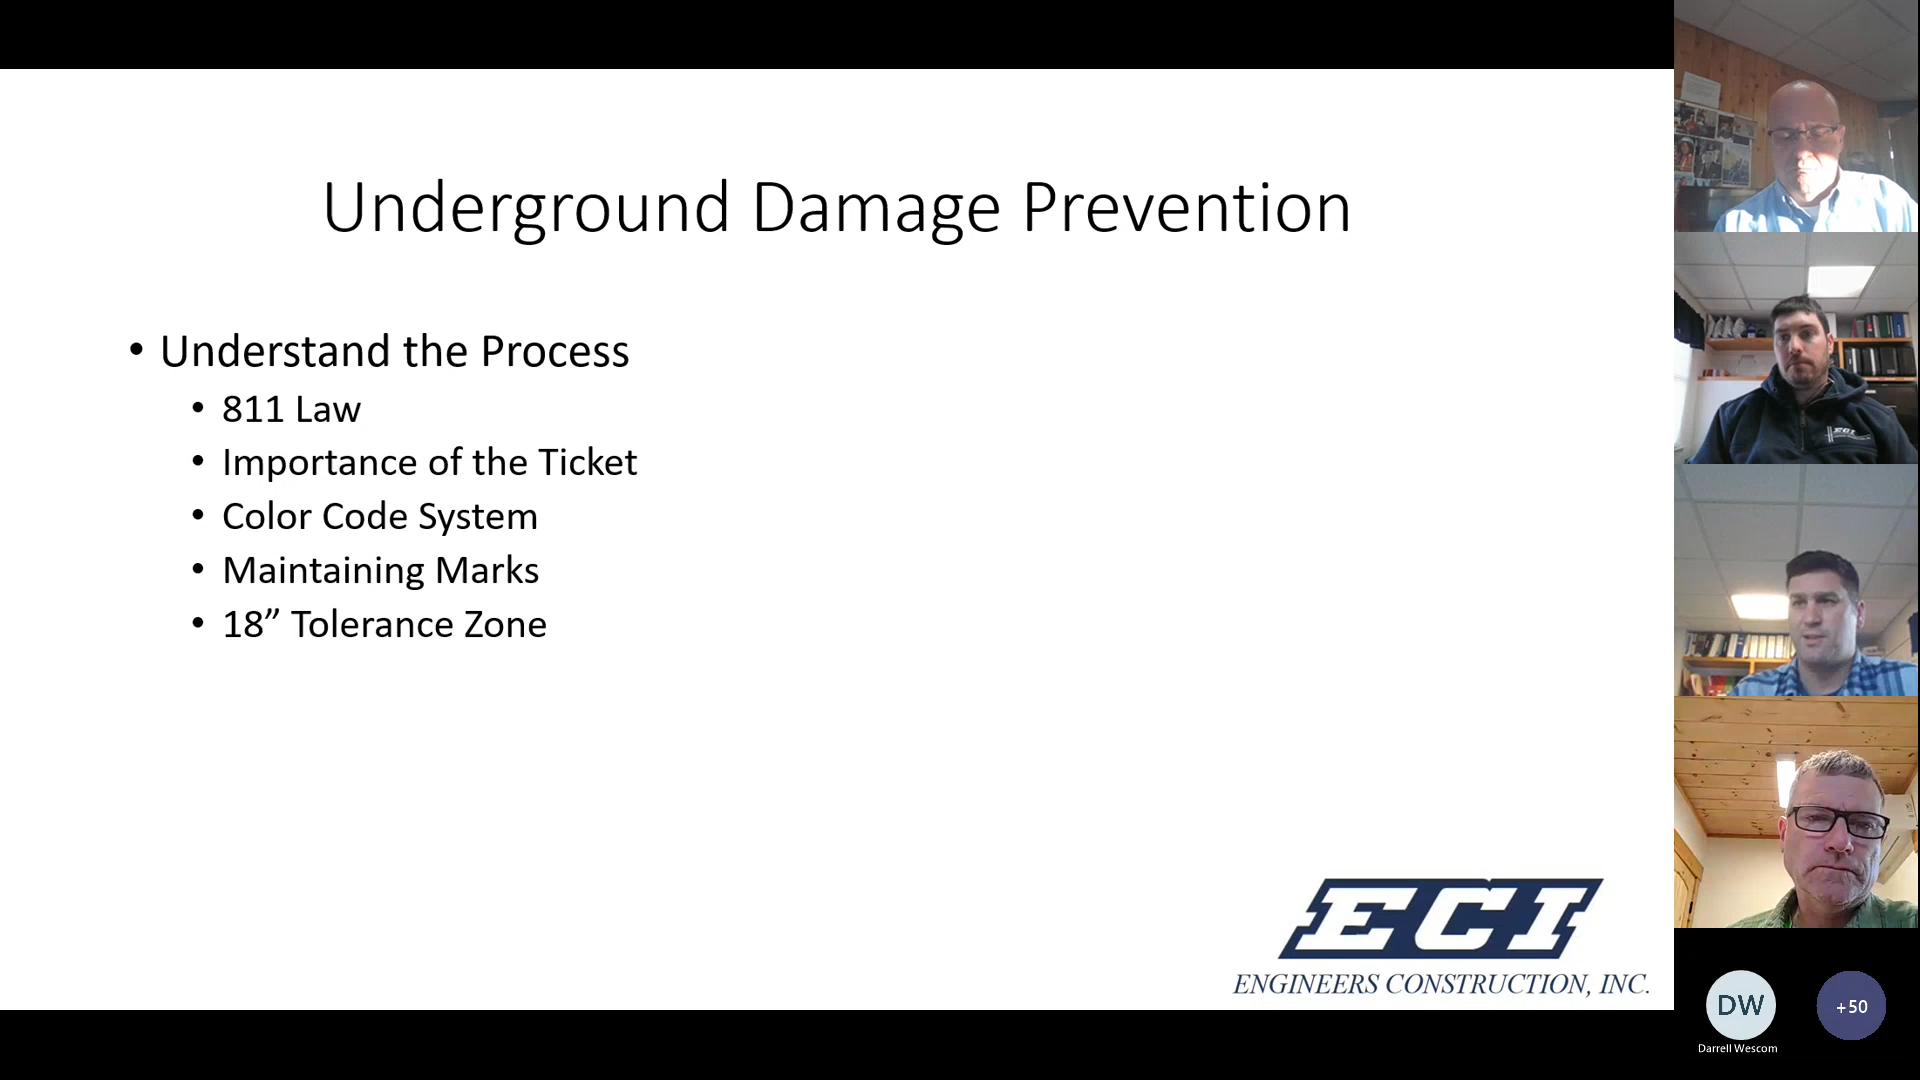 Underground Damage Prevention
• Understand the Process
• 811 Law
• Importance of the Ticket
• Color Code System
• Maintaining Marks
• 18” Tolerance Zone
ECI
ENGINEERS CONSTRUCTION, INC.
ECI
DW
+50
Darrell Wescom